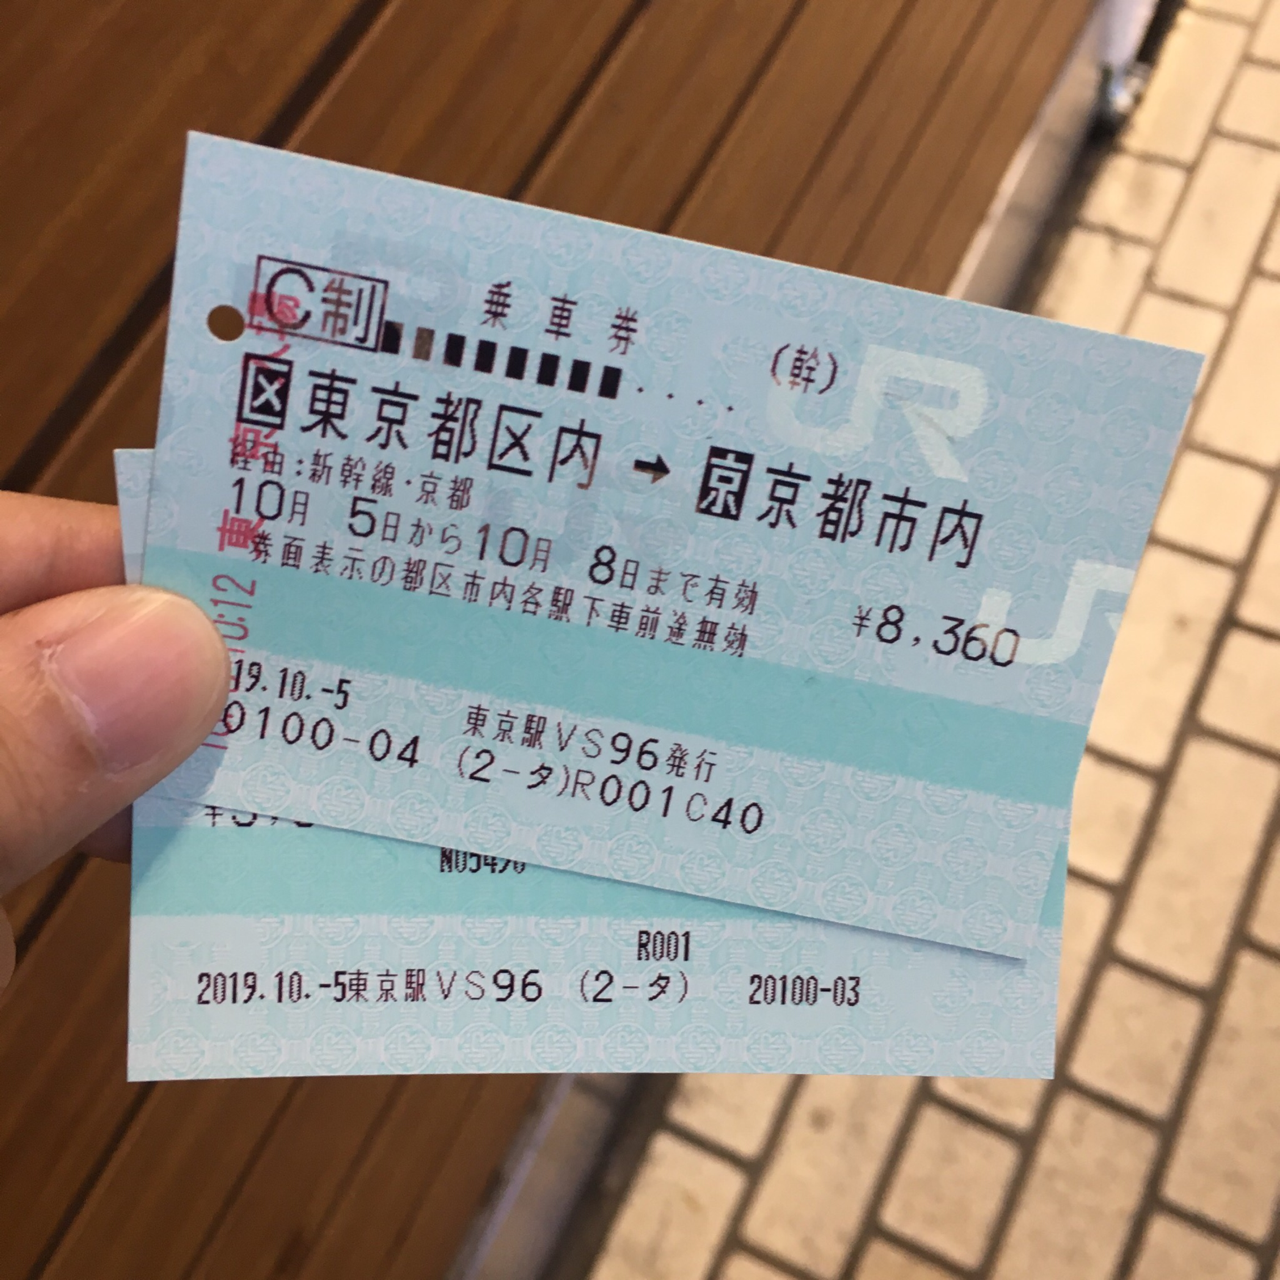 C制
乗車券
(幹)
JR
区東京都区内→京京都市内
経由:新幹線・京都
10月 5日から10月 8日まで有効
¥8,360
券面表示の都区市内各駅下車前途無効
JR
19.10.-5
東京駅VS96発行
0100-04 (2-タ)R001C40
10:12
R001
2019.10.-5東京駅VS96 (2-タ) 20100-03